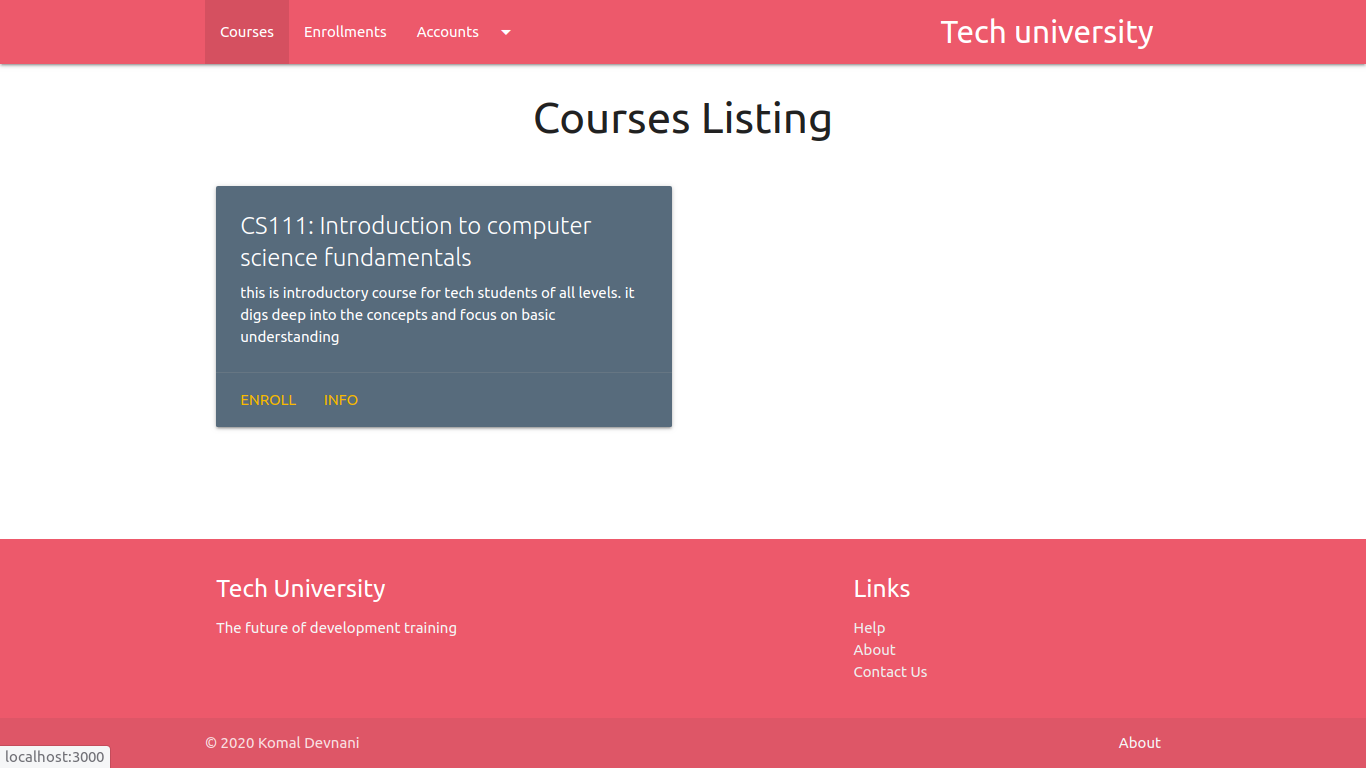 Courses Enrollments Accounts Tech university
Courses Listing
CS111: Introduction to computer
science fundamentals
this is introductory course for tech students of all levels. it
digs deep into the concepts and focus on basic
understanding
ENROLL INFO
Tech University
The future of development training
Links
Help
About
Contact Us
© 2020 Komal Devnani
About
localhost:3000